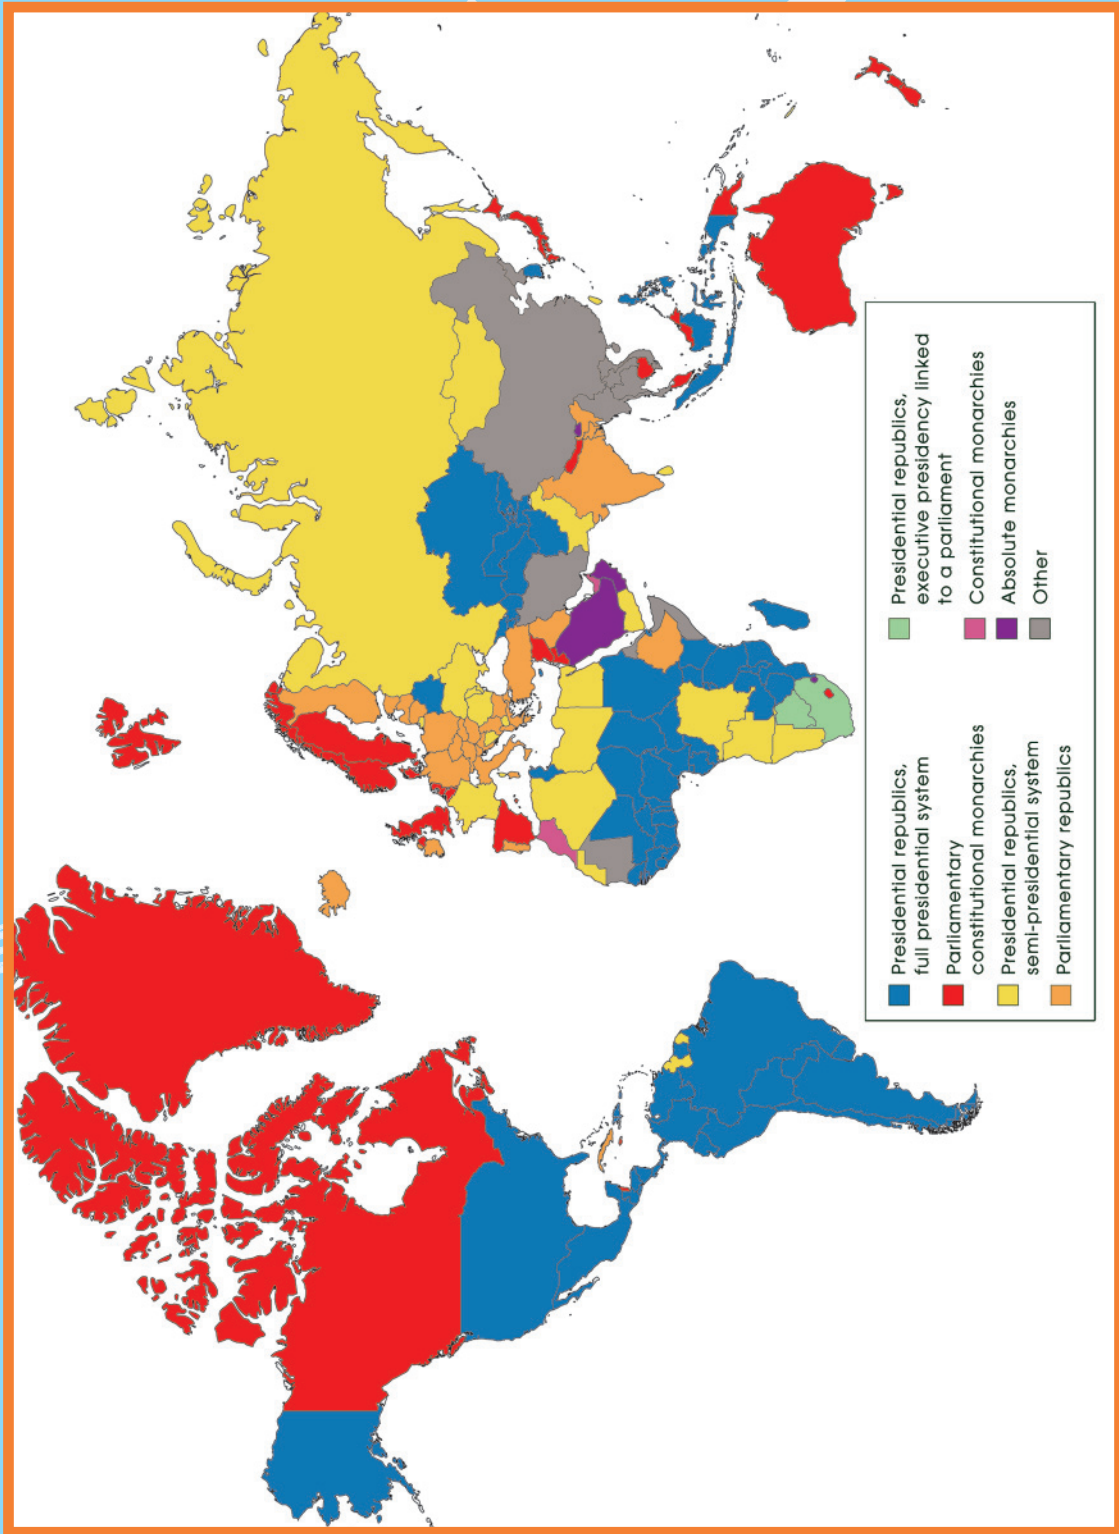 Presidential republics,
full presidential system
Parliamentary
constitutional monarchies
Presidential republics,
semi-presidential system
Parliamentary republics
Presidential republics,
executive presidency linked
to a parliament
Constitutional monarchies
Absolute monarchies
Other